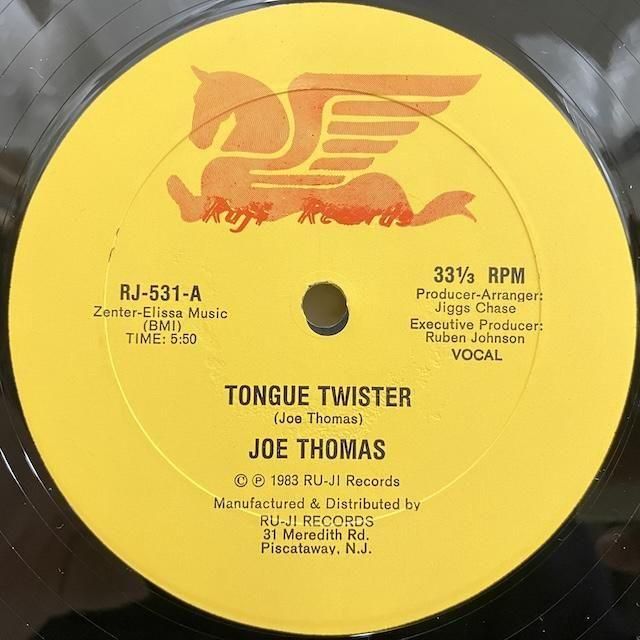 Ruji Records
RJ-531-A
Zenter-Elissa Music
(BMI)
TIME: 5:50
33⅓ RPM
Producer-Arranger:
Jiggs Chase
Executive Producer:
Ruben Johnson
VOCAL
TONGUE TWISTER
(Joe Thomas)
JOE THOMAS
© ℗ 1983 RU-JI Records
Manufactured & Distributed by
RU-JI RECORDS
31 Meredith Rd.
Piscataway, N.J.